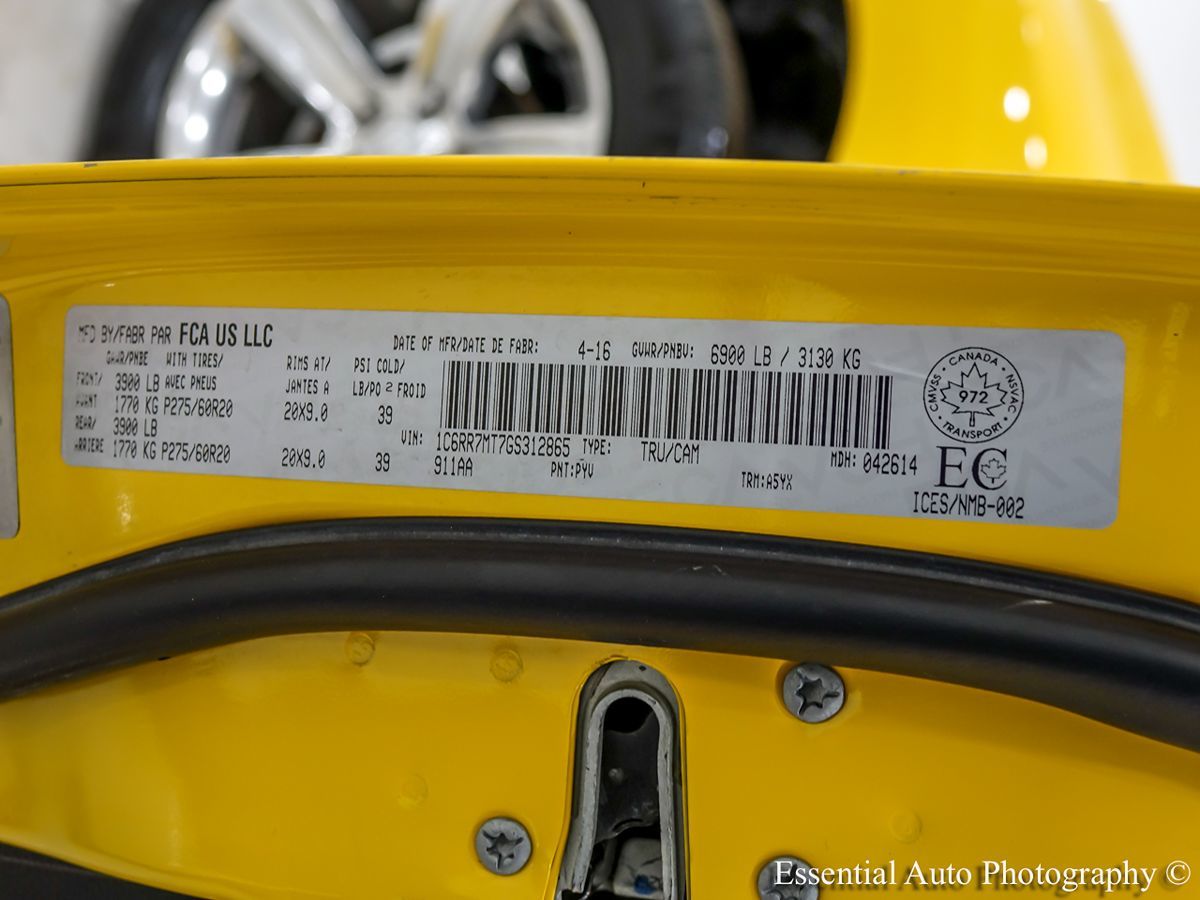 MFD BY/FABR PAR FCA US LLC
DATE OF MFR/DATE DE FABR: 4-16 GVWR/PNBV: 6900 LB / 3130 KG
GAWR/PNBE WITH TIRES/ RIMS AT/ PSI COLD/
FRONT/ 3900 LB AVEC PNEUS JANTES A LB/PO 2 FROID
AVANT 1770 KG P275/60R20 20X9.0 39
REAR/ 3900 LB
ARRIERE 1770 KG P275/60R20 20X9.0 39
VIN: 1C6RR7MT7GS312865 TYPE: TRU/CAM MDH: 042614
911AA PNT:PYV TRM:A5YX
CANADA
CMVSS 972 NSVAC
TRANSPORT
EC
ICES/NMB-002
Essential Auto Photography ©